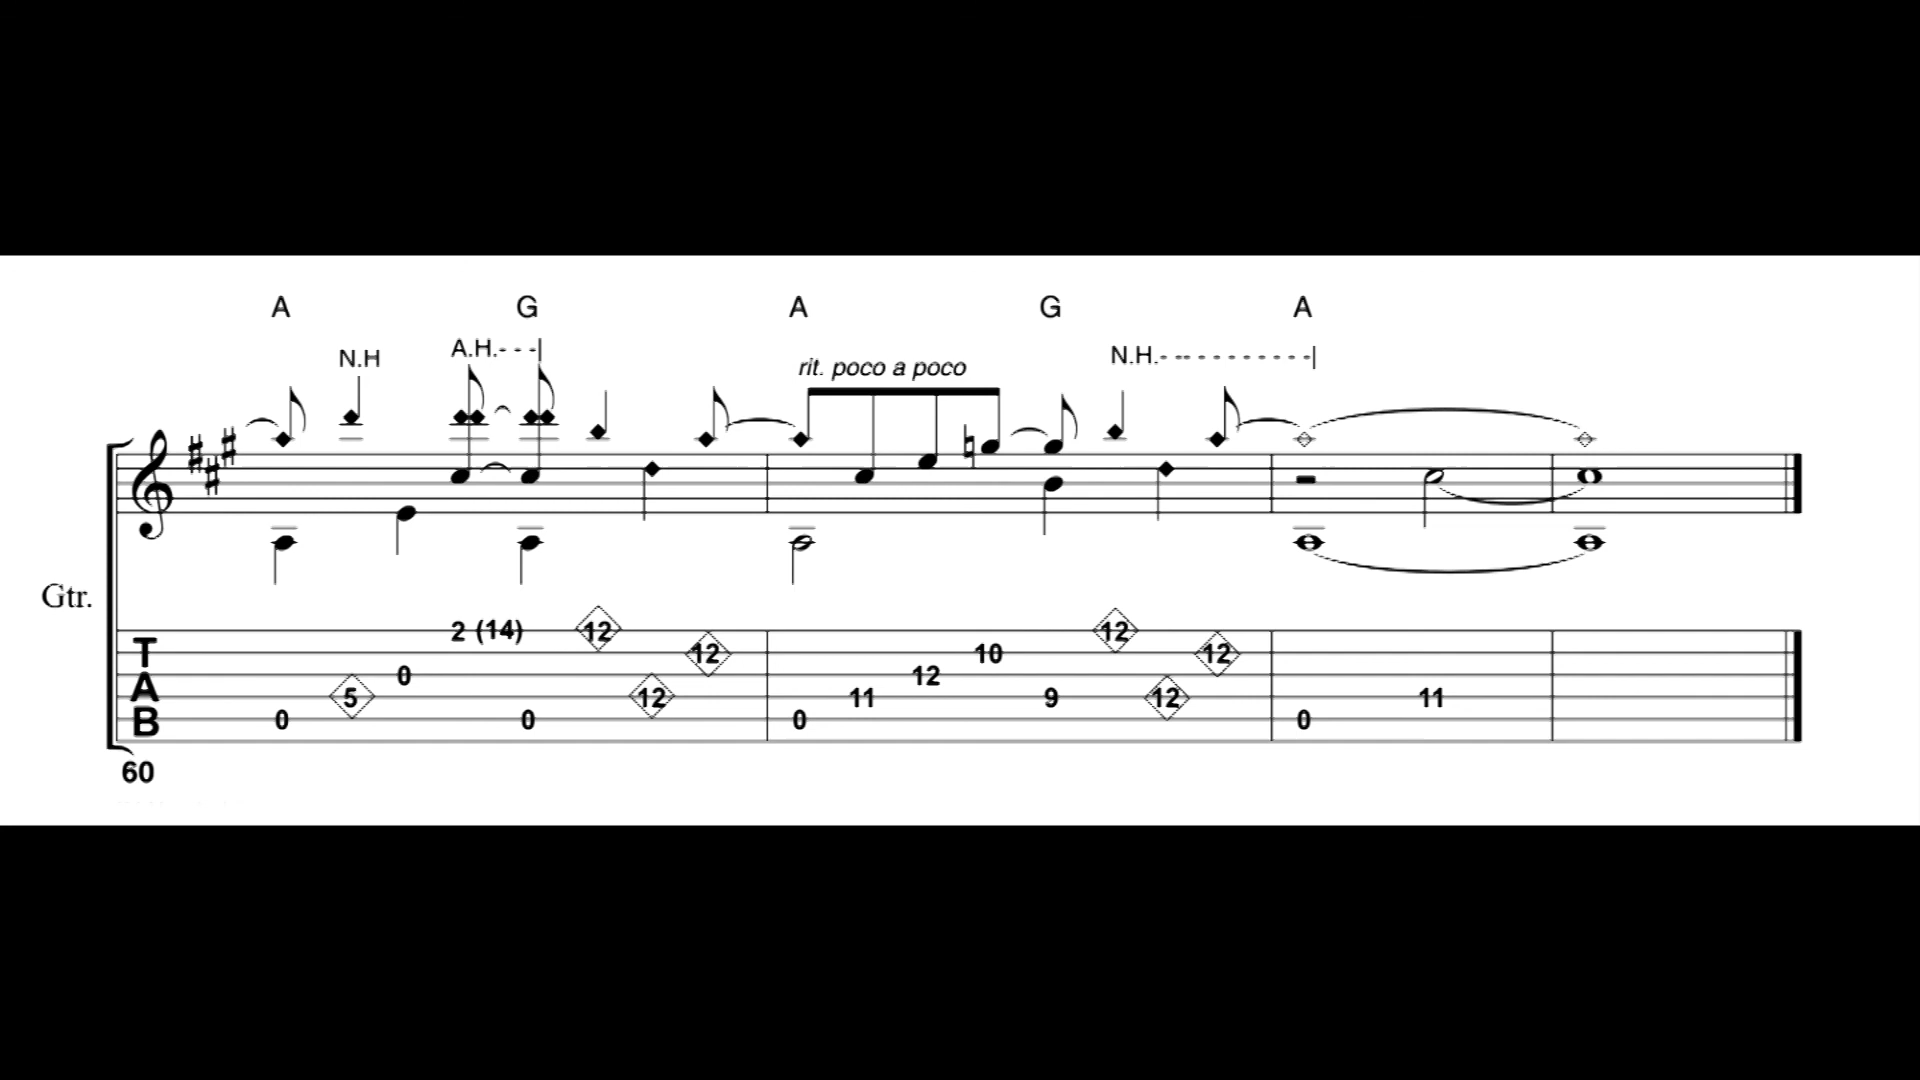 A G A G A
N.H A.H.- - -| rit. poco a poco N.H.- -- - - - - - - - -|
Gtr.
T
A
B
2 (14) 12 12
12 12 10
0 12
5 12 11 9 12 11
0 0 0 0
60